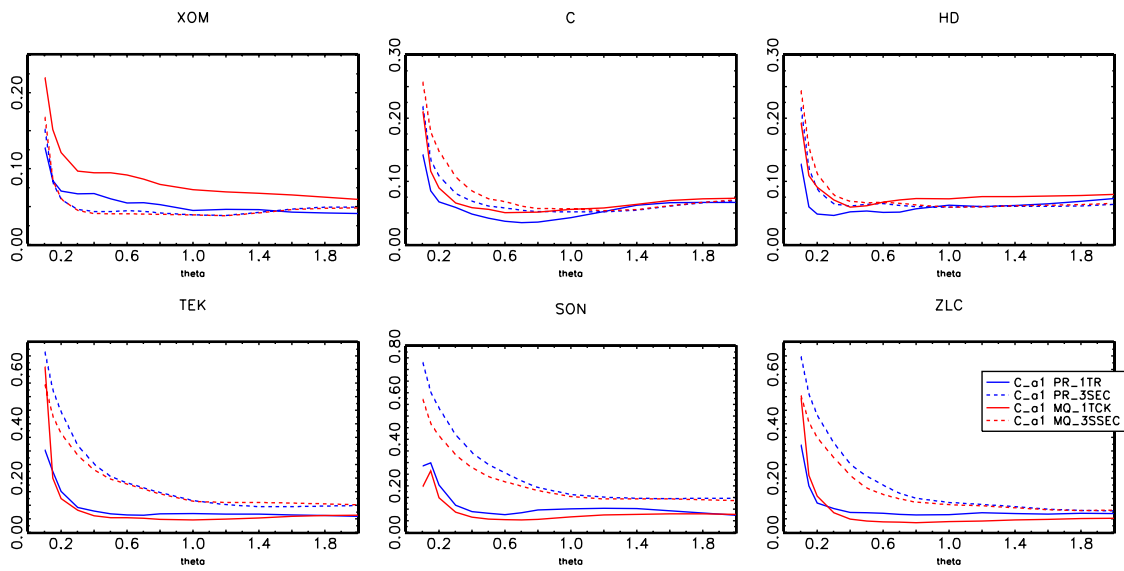 XOM
C
HD
0.00 0.10 0.20
0.2 0.6 1.0 1.4 1.8
theta
0.00 0.10 0.20 0.30
0.2 0.6 1.0 1.4 1.8
theta
0.00 0.10 0.20 0.30
0.2 0.6 1.0 1.4 1.8
theta
TEK
SON
ZLC
0.00 0.20 0.40 0.60
0.2 0.6 1.0 1.4 1.8
theta
0.00 0.20 0.40 0.60 0.80
0.2 0.6 1.0 1.4 1.8
theta
0.00 0.20 0.40 0.60
0.2 0.6 1.0 1.4 1.8
theta
C_a1 PR_1TR
C_a1 PR_3SEC
C_a1 MQ_1TCK
C_a1 MQ_3SSEC